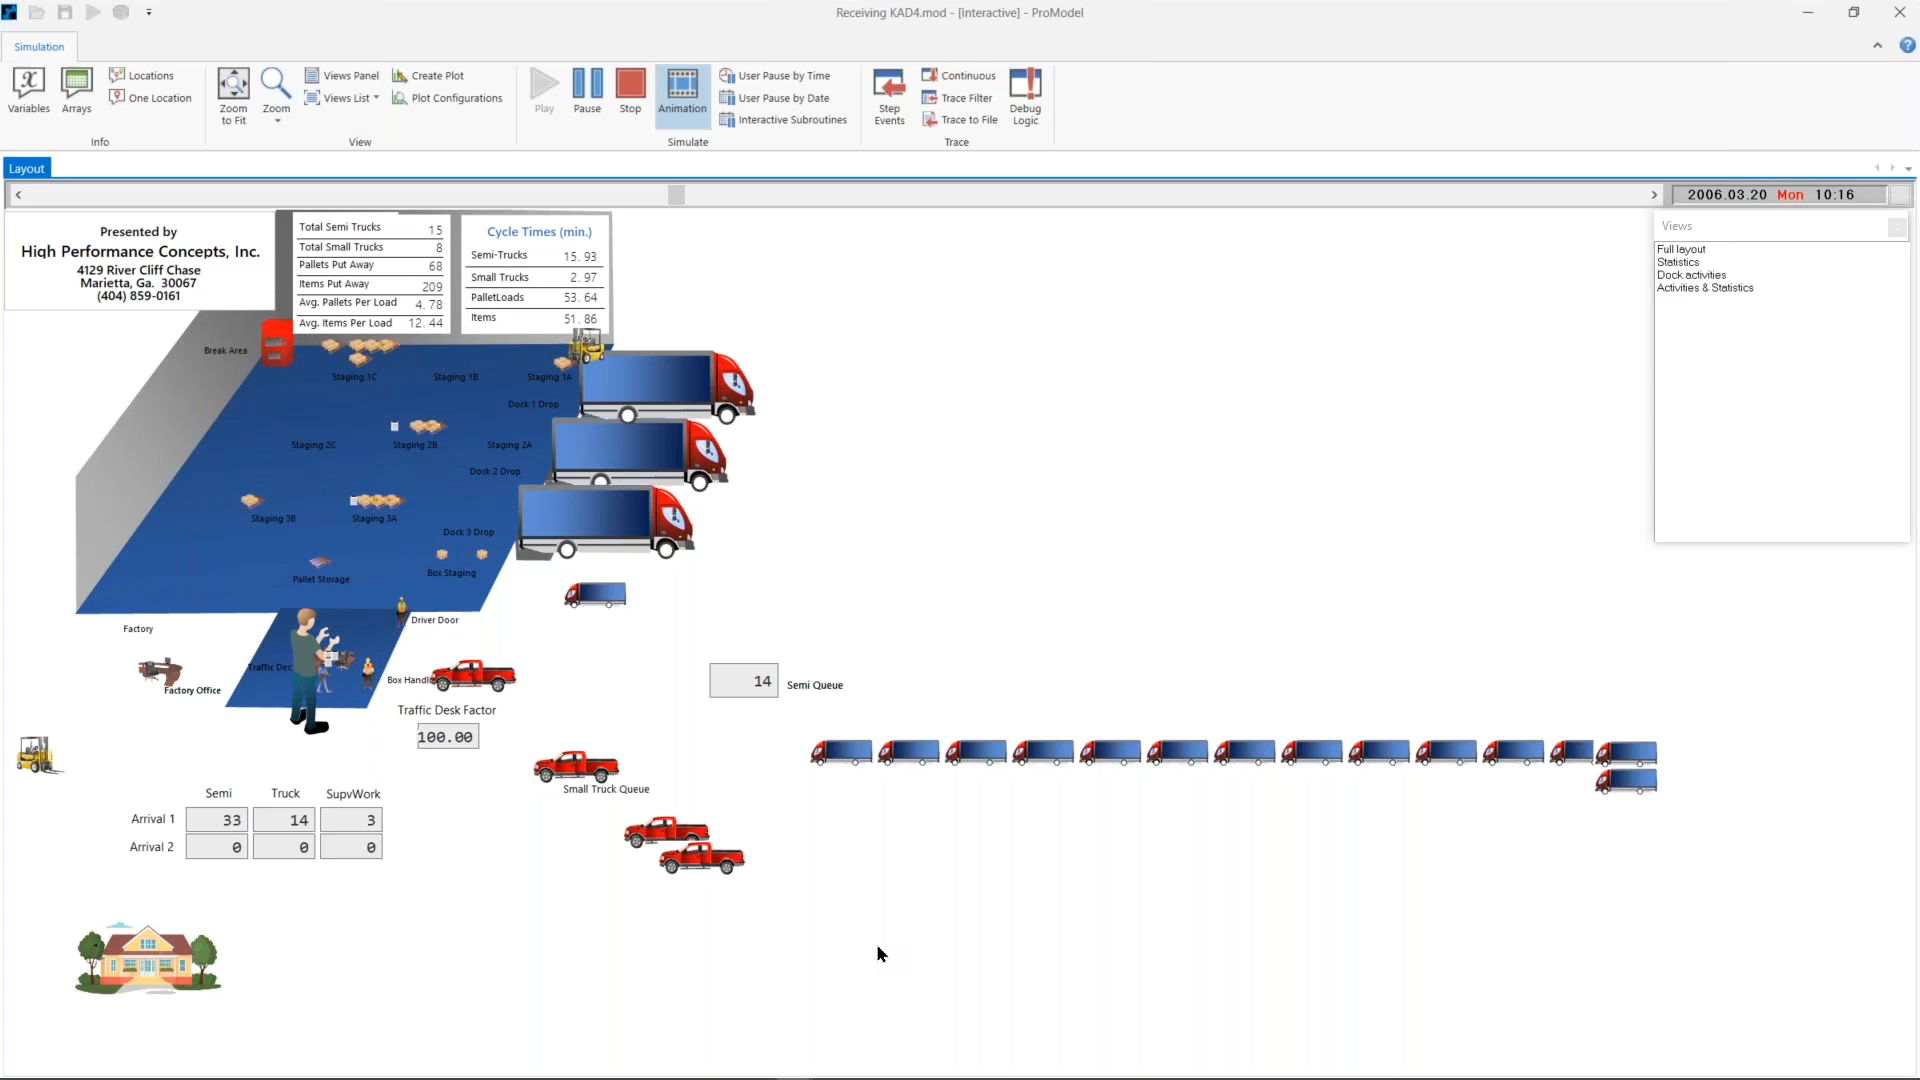 Receiving KAD4.mod - [Interactive] - ProModel
Simulation
Variables
Arrays
Locations
One Location
Info
Zoom to Fit
Zoom
Views Panel
Views List
Create Plot
Plot Configurations
View
Play
Pause
Stop
Animation
User Pause by Time
User Pause by Date
Interactive Subroutines
Simulate
Step Events
Continuous
Trace Filter
Trace to File
Debug Logic
Trace
Layout
2006.03.20 Mon 10:16
Presented by
High Performance Concepts, Inc.
4129 River Cliff Chase
Marietta, Ga. 30067
(404) 859-0161
Total Semi Trucks 15
Total Small Trucks 8
Pallets Put Away 68
Items Put Away 209
Avg. Pallets Per Load 4.78
Avg. Items Per Load 12.44
Cycle Times (min.)
Semi-Trucks 15.93
Small Trucks 2.97
PalletLoads 53.64
Items 51.86
Views
Full layout
Statistics
Dock activities
Activities & Statistics
Break Area
Staging 1C
Staging 1B
Staging 1A
Dock 1 Drop
Staging 2C
Staging 2B
Staging 2A
Dock 2 Drop
Staging 3B
Staging 3A
Dock 3 Drop
Pallet Storage
Box Staging
Factory
Driver Door
Traffic Des
Box Handl
Factory Office
Traffic Desk Factor
100.00
14 Semi Queue
Small Truck Queue
Semi Truck SupvWork
Arrival 1 33 14 3
Arrival 2 0 0 0